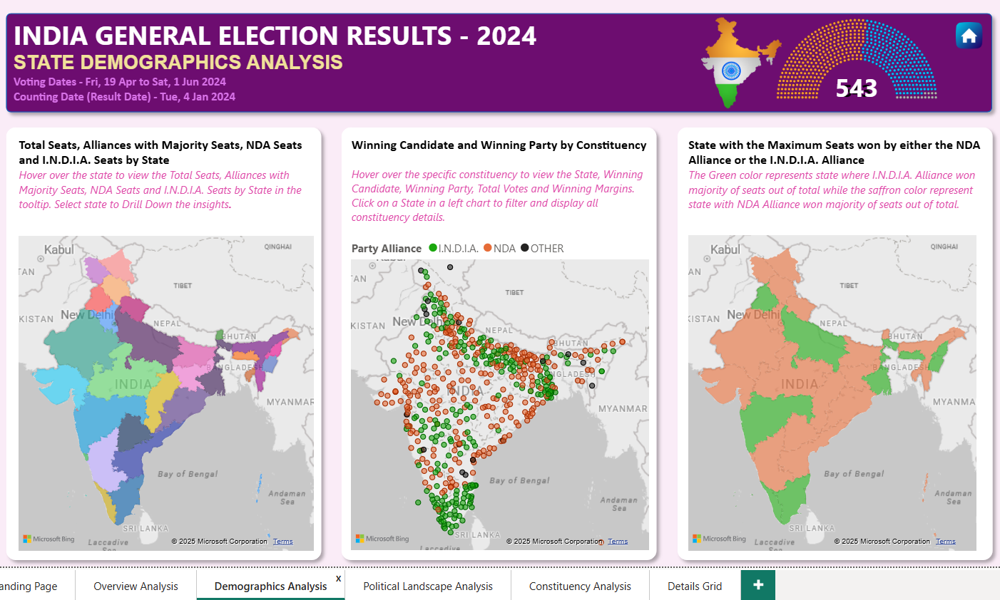 INDIA GENERAL ELECTION RESULTS - 2024
STATE DEMOGRAPHICS ANALYSIS
Voting Dates - Fri, 19 Apr to Sat, 1 Jun 2024
Counting Date (Result Date) - Tue, 4 Jan 2024
543
Total Seats, Alliances with Majority Seats, NDA Seats
and I.N.D.I.A. Seats by State
Hover over the state to view the Total Seats, Alliances with
Majority Seats, NDA Seats and I.N.D.I.A. Seats by State in the
tooltip. Select state to Drill Down the insights.
Kabul
QINGHAI
TAN
TIBET
KISTAN
New Delhi
NEPAL
BHUTAN
BANGLADESH
INDIA
MYANMAR
Bay of Bengal
Andaman
Sea
SRI LANKA
Laccadive
Sea
Microsoft Bing
© 2025 Microsoft Corporation Terms
Winning Candidate and Winning Party by Constituency
Hover over the specific constituency to view the State, Winning
Candidate, Winning Party, Total Votes and Winning Margins.
Click on a State in a left chart to filter and display all
constituency details.
Party Alliance I.N.D.I.A. NDA OTHER
Kabul
QINGHAI
AN
TIBET
KISTAN
New Delhi
NEPAL
BHUTAN
NGLADESH
INDIA
MYANMAR
Bay of Bengal
Andaman
Sea
SRI LANKA
Laccadive
Microsoft Bing
© 2025 Microsoft Corporation Terms
State with the Maximum Seats won by either the NDA
Alliance or the I.N.D.I.A. Alliance
The Green color represents state where I.N.D.I.A. Alliance won
majority of seats out of total while the saffron color represent
state with NDA Alliance won majority of seats out of total.
Kabul
QINGHAI
AN
TIBET
KISTAN
New Delhi
NEPAL
BHUTAN
BANGLADESH
INDIA
MYANMA
Bay of Bengal
Andaman
Sea
SRI LANKA
Laccadive
Sea
Microsoft Bing
© 2025 Microsoft Corporation Terms
anding Page
Overview Analysis
Demographics Analysis
X
Political Landscape Analysis
Constituency Analysis
Details Grid
+